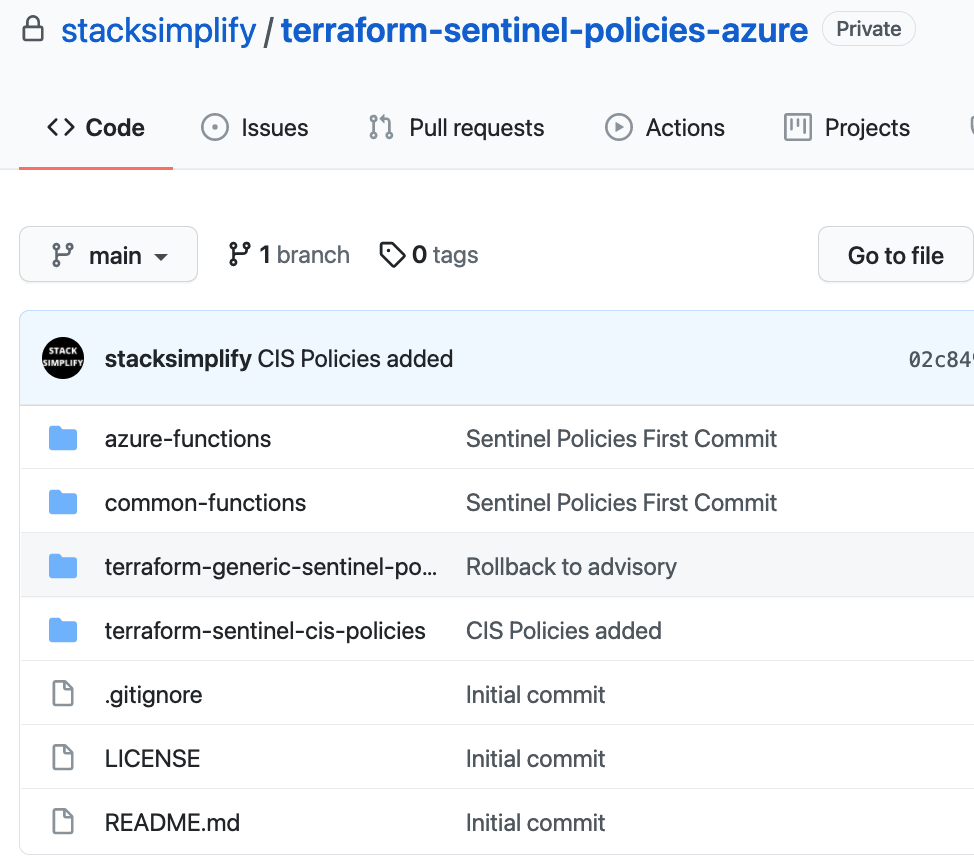 stacksimplify / terraform-sentinel-policies-azure Private
Code Issues Pull requests Actions Projects
main 1 branch 0 tags Go to file
STACK
SIMPLIFY
stacksimplify CIS Policies added 02c849
azure-functions Sentinel Policies First Commit
common-functions Sentinel Policies First Commit
terraform-generic-sentinel-po... Rollback to advisory
terraform-sentinel-cis-policies CIS Policies added
.gitignore Initial commit
LICENSE Initial commit
README.md Initial commit